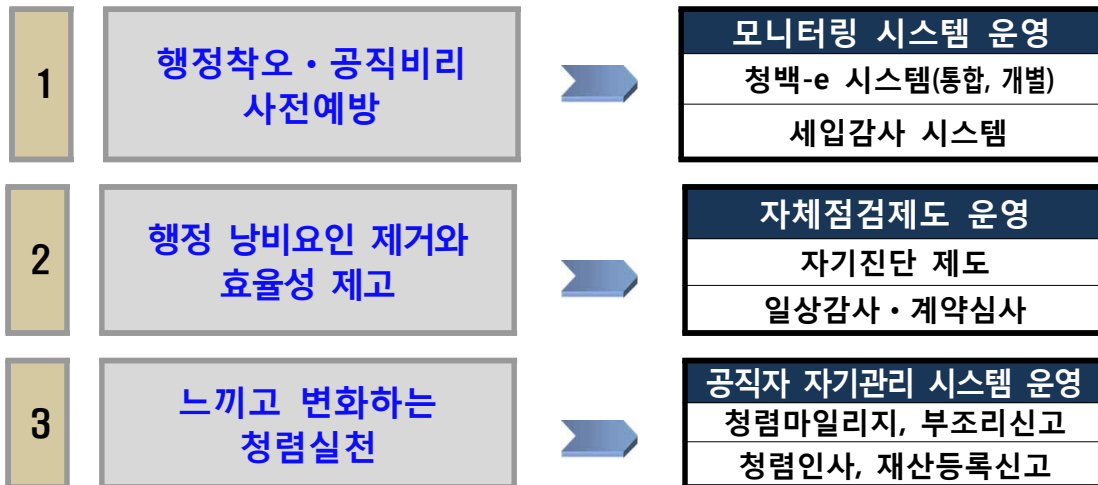 1
행정착오・공직비리
사전예방
모니터링 시스템 운영
청백-e 시스템(통합, 개별)
세입감사 시스템
2
행정 낭비요인 제거와
효율성 제고
자체점검제도 운영
자기진단 제도
일상감사・계약심사
3
느끼고 변화하는
청렴실천
공직자 자기관리 시스템 운영
청렴마일리지, 부조리신고
청렴인사, 재산등록신고